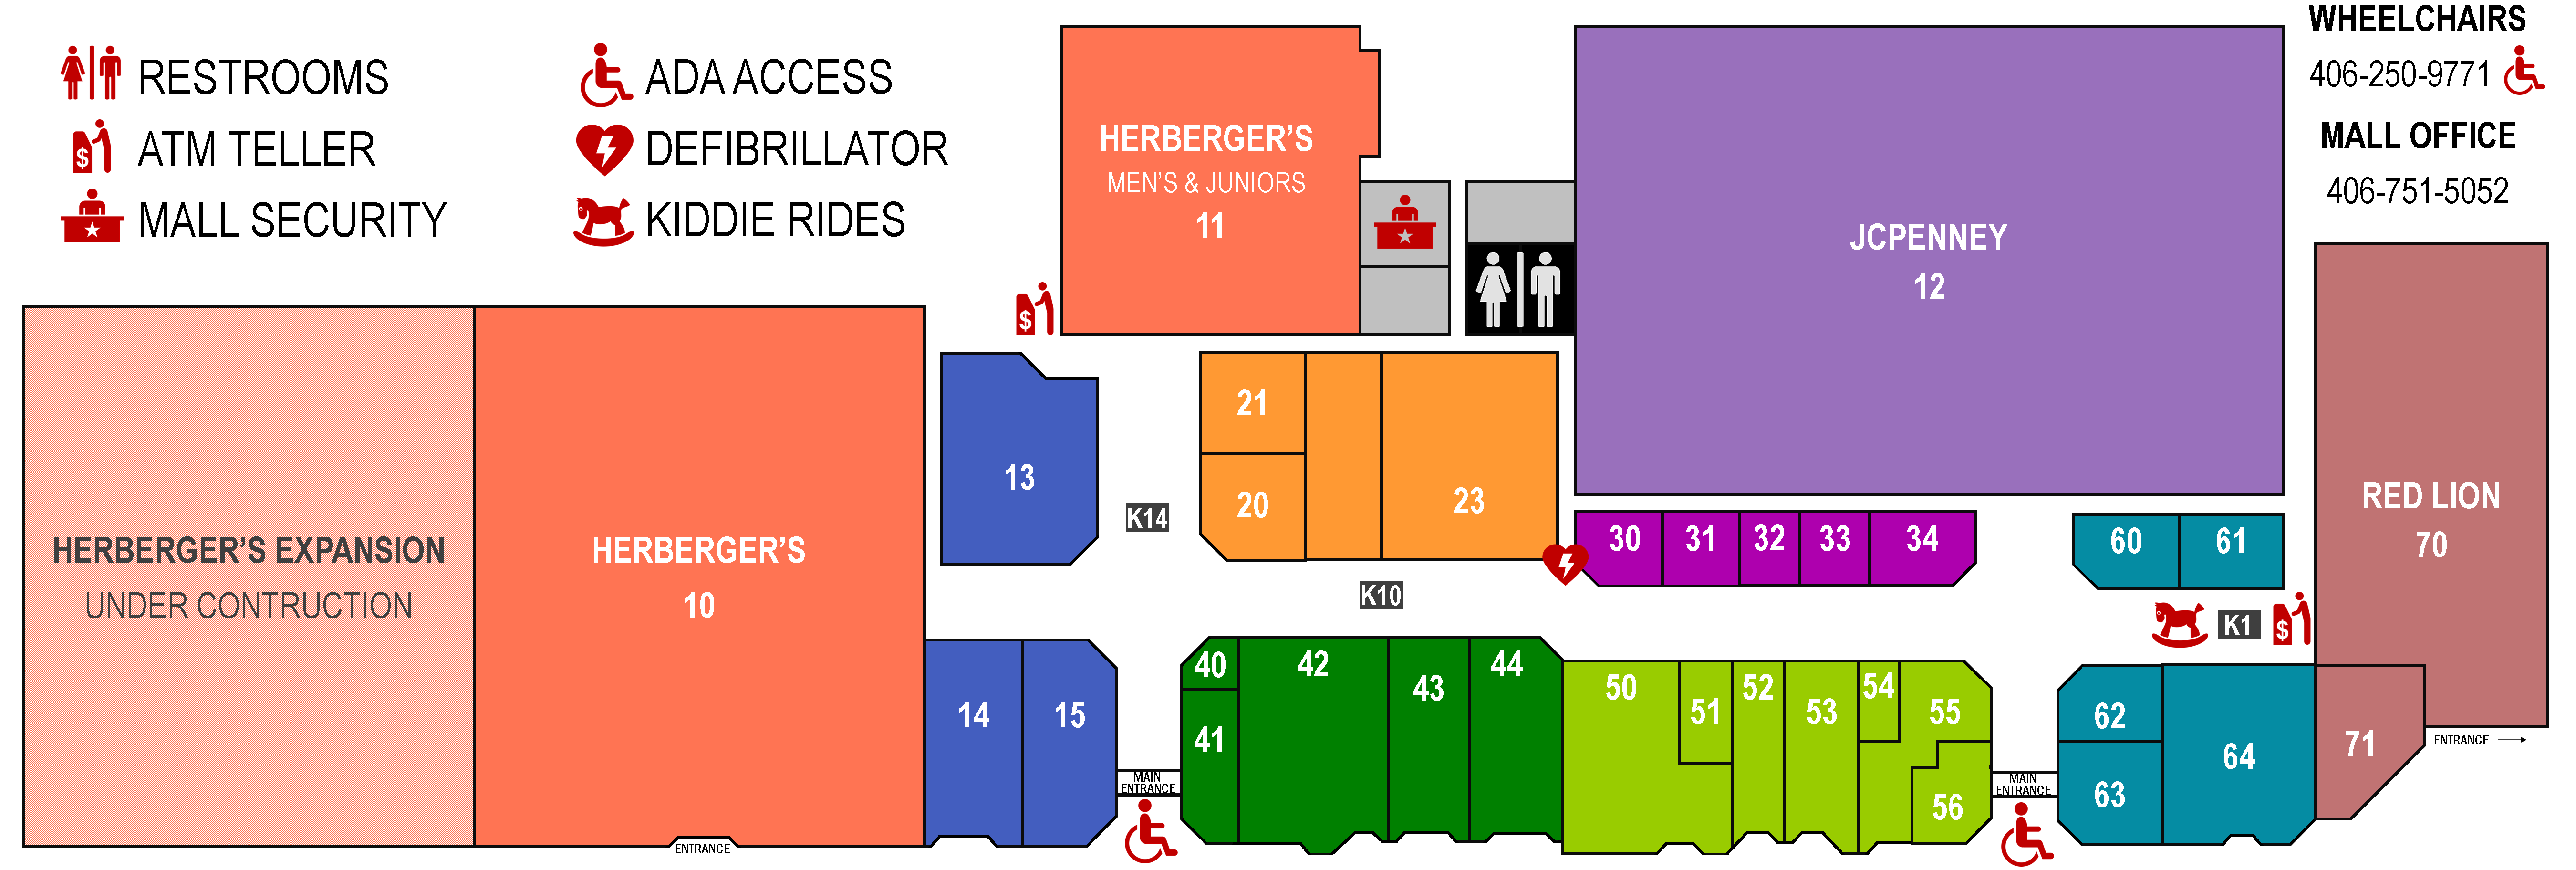 RESTROOMS
ATM TELLER
$
MALL SECURITY
ADA ACCESS
DEFIBRILLATOR
KIDDIE RIDES
WHEELCHAIRS
406-250-9771
MALL OFFICE
406-751-5052
HERBERGER'S
MEN'S & JUNIORS
11
JCPENNEY
12
$
HERBERGER'S EXPANSION
UNDER CONTRUCTION
HERBERGER'S
10
ENTRANCE
13
K14
21
20
23
K10
30
31
32
33
34
60
61
RED LION
70
K1
$
14
15
MAIN
ENTRANCE
40
41
42
43
44
50
51
52
53
54
55
56
MAIN
ENTRANCE
62
63
64
71
ENTRANCE